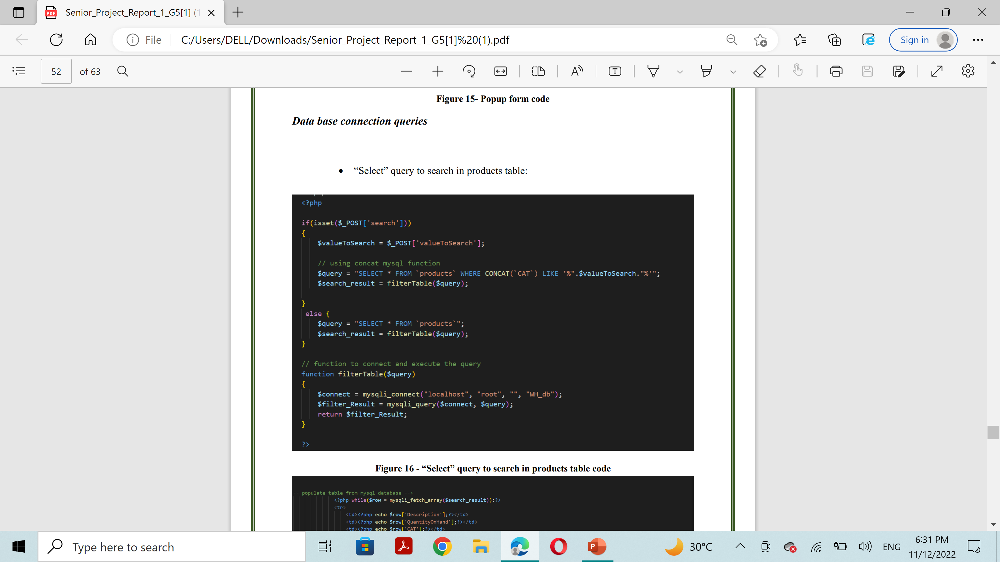 Senior_Project_Report_1_G5[1] (1
File
C:/Users/DELL/Downloads/Senior_Project_Report_1_G5[1]%20(1).pdf
Sign in
52 of 63
Figure 15- Popup form code
Data base connection queries
• “Select” query to search in products table:
<?php
if(isset($_POST['search']))
{
$valueToSearch = $_POST['valueToSearch'];
// using concat mysql function
$query = "SELECT * FROM `products` WHERE CONCAT(`CAT`) LIKE '%".$valueToSearch."%'";
$search_result = filterTable($query);
}
else {
$query = "SELECT * FROM `products`";
$search_result = filterTable($query);
}
// function to connect and execute the query
function filterTable($query)
{
$connect = mysqli_connect("localhost", "root", "", "WH_db");
$filter_Result = mysqli_query($connect, $query);
return $filter_Result;
}
?>
Figure 16 - “Select” query to search in products table code
-- populate table from mysql database -->
<?php while($row = mysqli_fetch_array($search_result)):?>
<tr>
<td><?php echo $row['Description'];?></td>
<td><?php echo $row['QuantityOnHand'];?></td>
<td><?php echo $row['CAT'];?></td>
Type here to search
30°C
ENG
6:31 PM
11/12/2022